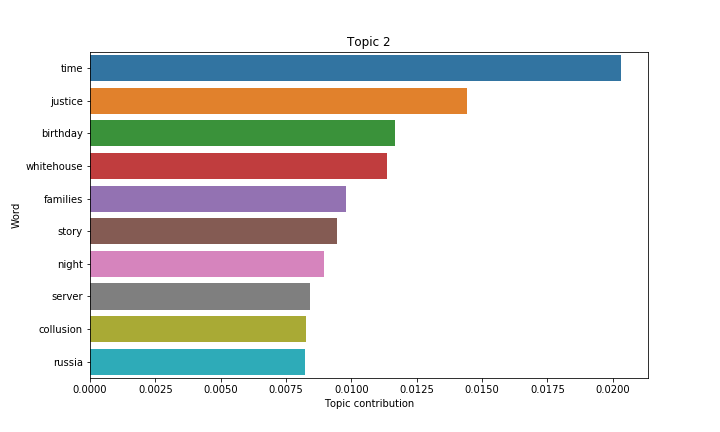 Topic 2
Word
time
justice
birthday
whitehouse
families
story
night
server
collusion
russia
0.0000 0.0025 0.0050 0.0075 0.0100 0.0125 0.0150 0.0175 0.0200
Topic contribution